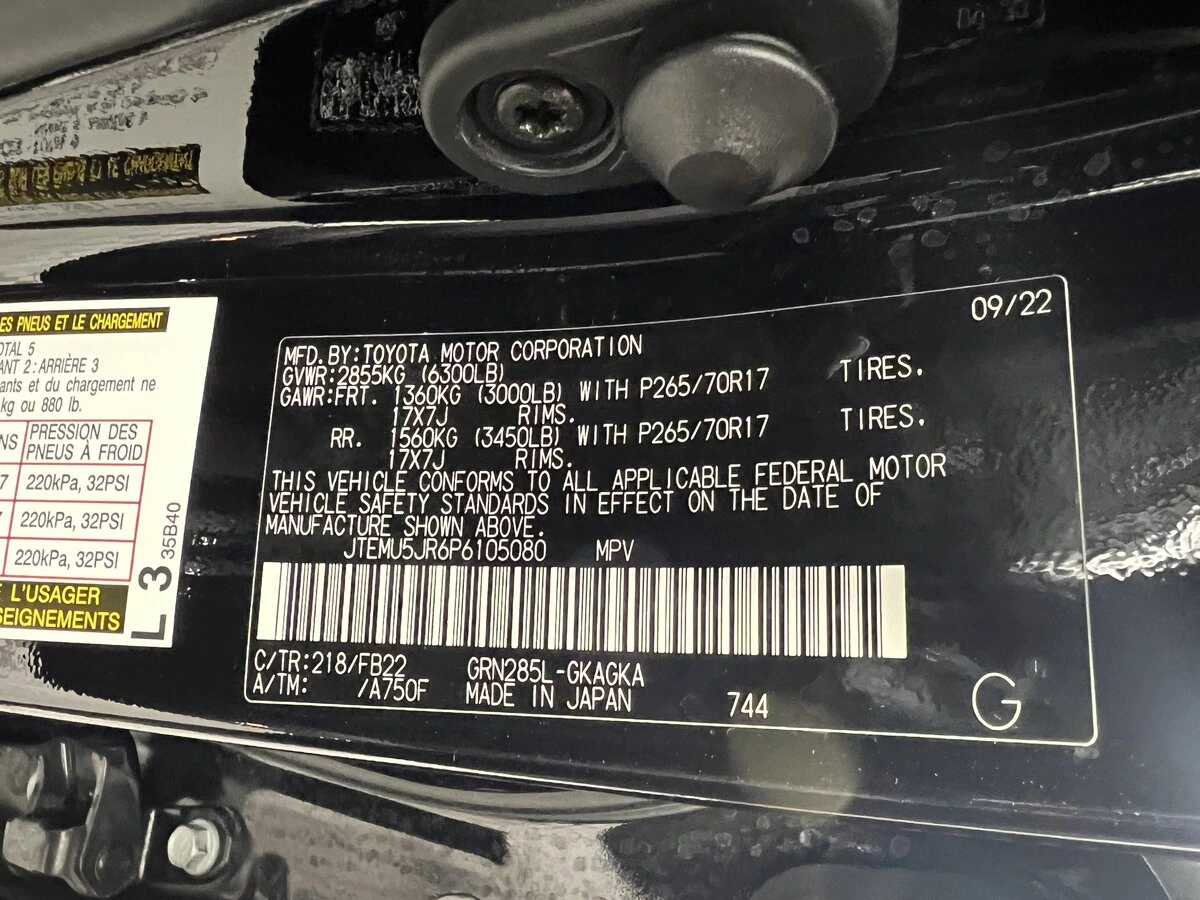 ES PNEUS ET LE CHARGEMENT
OTAL 5
ANT 2:ARRIÈRE 3
ants et du chargement ne
kg ou 880 lb.
NS PRESSION DES
PNEUS À FROID
7 220kPa, 32PSI
7 220kPa, 32PSI
220kPa, 32PSI
L'USAGER
SEIGNEMENTS
L 3 35B40
09/22
MFD.BY:TOYOTA MOTOR CORPORATION
GVWR:2855KG (6300LB)
GAWR:FRT. 1360KG (3000LB) WITH P265/70R17 TIRES.
17X7J RIMS.
RR. 1560KG (3450LB) WITH P265/70R17 TIRES.
17X7J RIMS.
THIS VEHICLE CONFORMS TO ALL APPLICABLE FEDERAL MOTOR
VEHICLE SAFETY STANDARDS IN EFFECT ON THE DATE OF
MANUFACTURE SHOWN ABOVE.
JTEMU5JR6P6105080 MPV
C/TR:218/FB22 GRN285L-GKAGKA
A/TM: /A750F MADE IN JAPAN 744
G